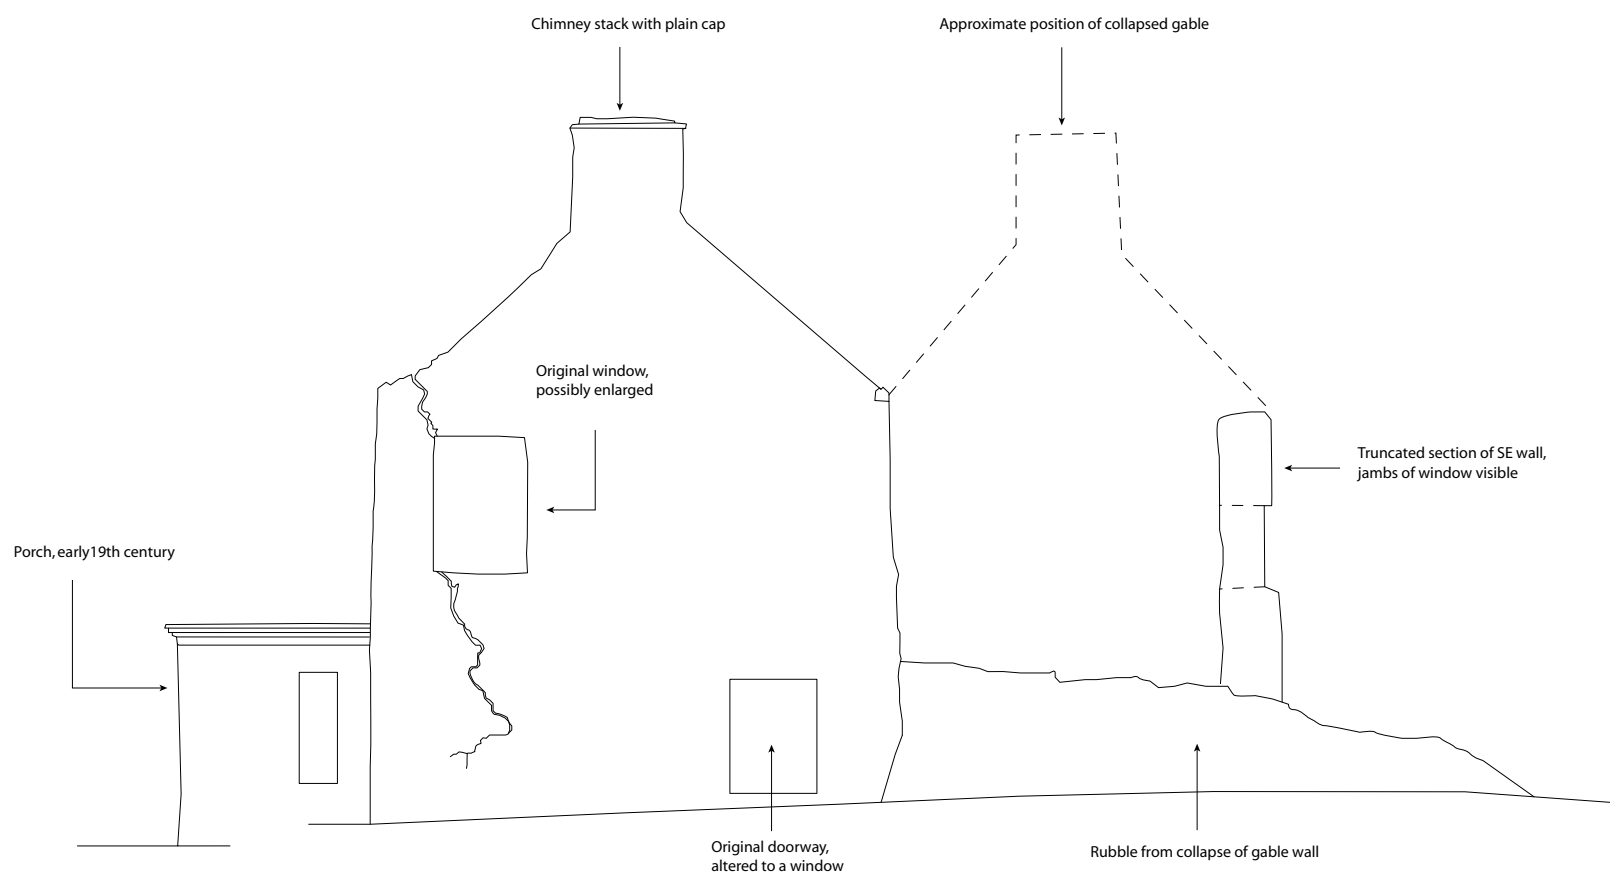 Chimney stack with plain cap
Approximate position of collapsed gable
Original window,
possibly enlarged
Truncated section of SE wall,
jambs of window visible
Porch, early19th century
Original doorway,
altered to a window
Rubble from collapse of gable wall